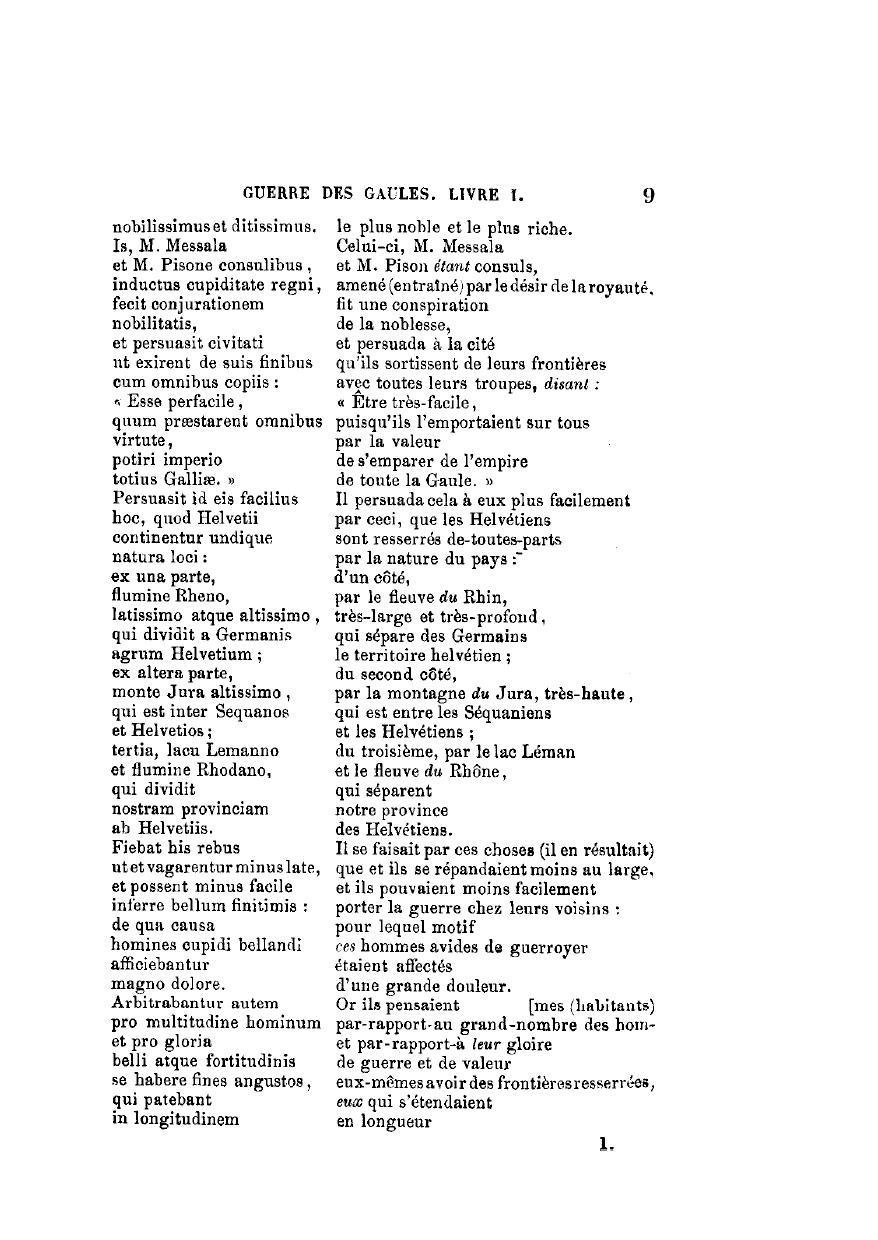 GUERRE DES GAULES. LIVRE I. 9
nobilissimus et ditissimus.
Is, M. Messala
et M. Pisone consulibus,
inductus cupiditate regni,
fecit conjurationem
nobilitatis,
et persuasit civitati
ut exirent de suis finibus
cum omnibus copiis :
« Esse perfacile,
quum præstarent omnibus
virtute,
potiri imperio
totius Galliæ. »
Persuasit id eis facilius
hoc, quod Helvetii
continentur undique
natura loci :
ex una parte,
flumine Rheno,
latissimo atque altissimo,
qui dividit a Germanis
agrum Helvetium ;
ex altera parte,
monte Jura altissimo,
qui est inter Sequanos
et Helvetios ;
tertia, lacu Lemanno
et flumine Rhodano,
qui dividit
nostram provinciam
ab Helvetiis.
Fiebat his rebus
ut et vagarentur minus late,
et possent minus facile
inferre bellum finitimis :
de qua causa
homines cupidi bellandi
afficiebantur
magno dolore.
Arbitrabantur autem
pro multitudine hominum
et pro gloria
belli atque fortitudinis
se habere fines angustos,
qui patebant
in longitudinem
le plus noble et le plus riche.
Celui-ci, M. Messala
et M. Pison étant consuls,
amené (entraîné) par le désir de la royauté,
fit une conspiration
de la noblesse,
et persuada à la cité
qu'ils sortissent de leurs frontières
avec toutes leurs troupes, disant :
« Être très-facile,
puisqu'ils l'emportaient sur tous
par la valeur
de s'emparer de l'empire
de toute la Gaule. »
Il persuada cela à eux plus facilement
par ceci, que les Helvétiens
sont resserrés de-toutes-parts
par la nature du pays :
d'un côté,
par le fleuve du Rhin,
très-large et très-profond,
qui sépare des Germains
le territoire helvétien ;
du second côté,
par la montagne du Jura, très-haute,
qui est entre les Séquaniens
et les Helvétiens ;
du troisième, par le lac Léman
et le fleuve du Rhône,
qui séparent
notre province
des Helvétiens.
Il se faisait par ces choses (il en résultait)
que et ils se répandaient moins au large,
et ils pouvaient moins facilement
porter la guerre chez leurs voisins :
pour lequel motif
ces hommes avides de guerroyer
étaient affectés
d'une grande douleur.
Or ils pensaient [mes (habitants)
par-rapport-au grand-nombre des hom-
et par-rapport-à leur gloire
de guerre et de valeur
eux-mêmes avoir des frontières resserrées,
eux qui s'étendaient
en longueur
1.